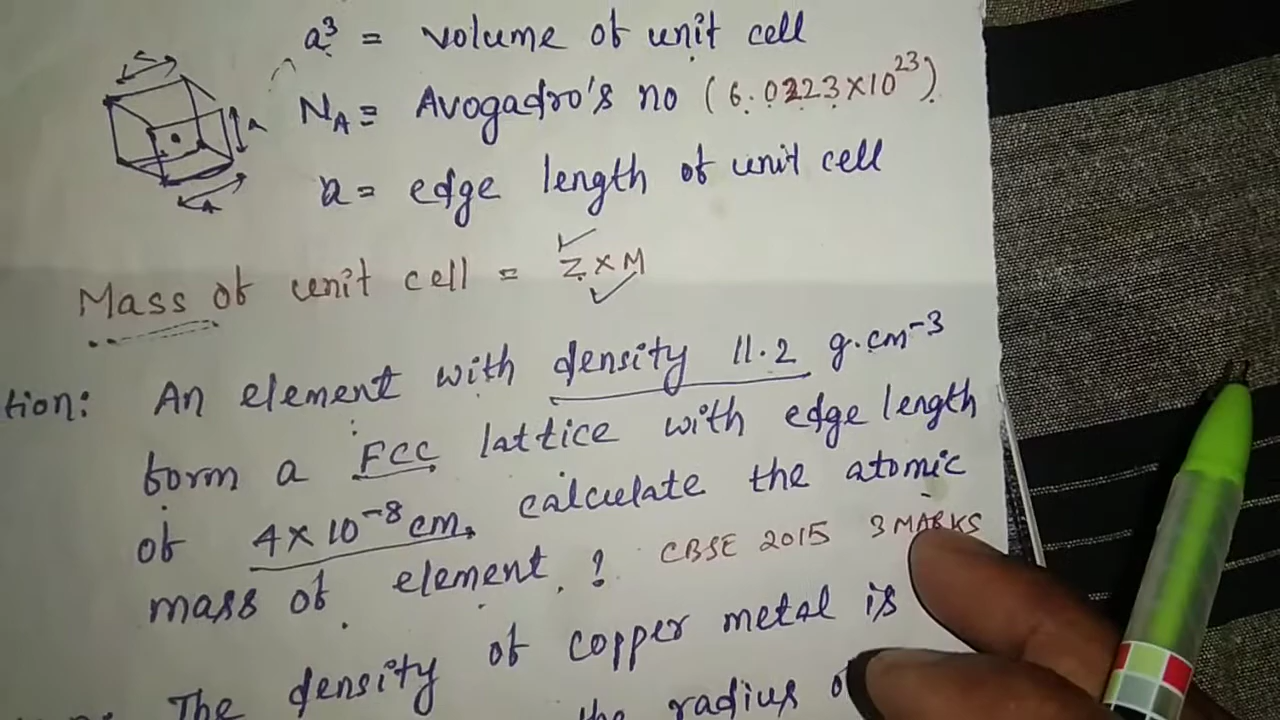 a³ = volume of unit cell
N_A = Avogadro's no (6.0223×10²³)
a = edge length of unit cell
a
a
Mass of unit cell = Z×M
tion: An element with density 11.2 g.cm⁻³
form a FCC lattice with edge length
of 4×10⁻⁸ cm, calculate the atomic
mass of element. ? CBSE 2015 3 MARKS
The density of copper metal is
the radius